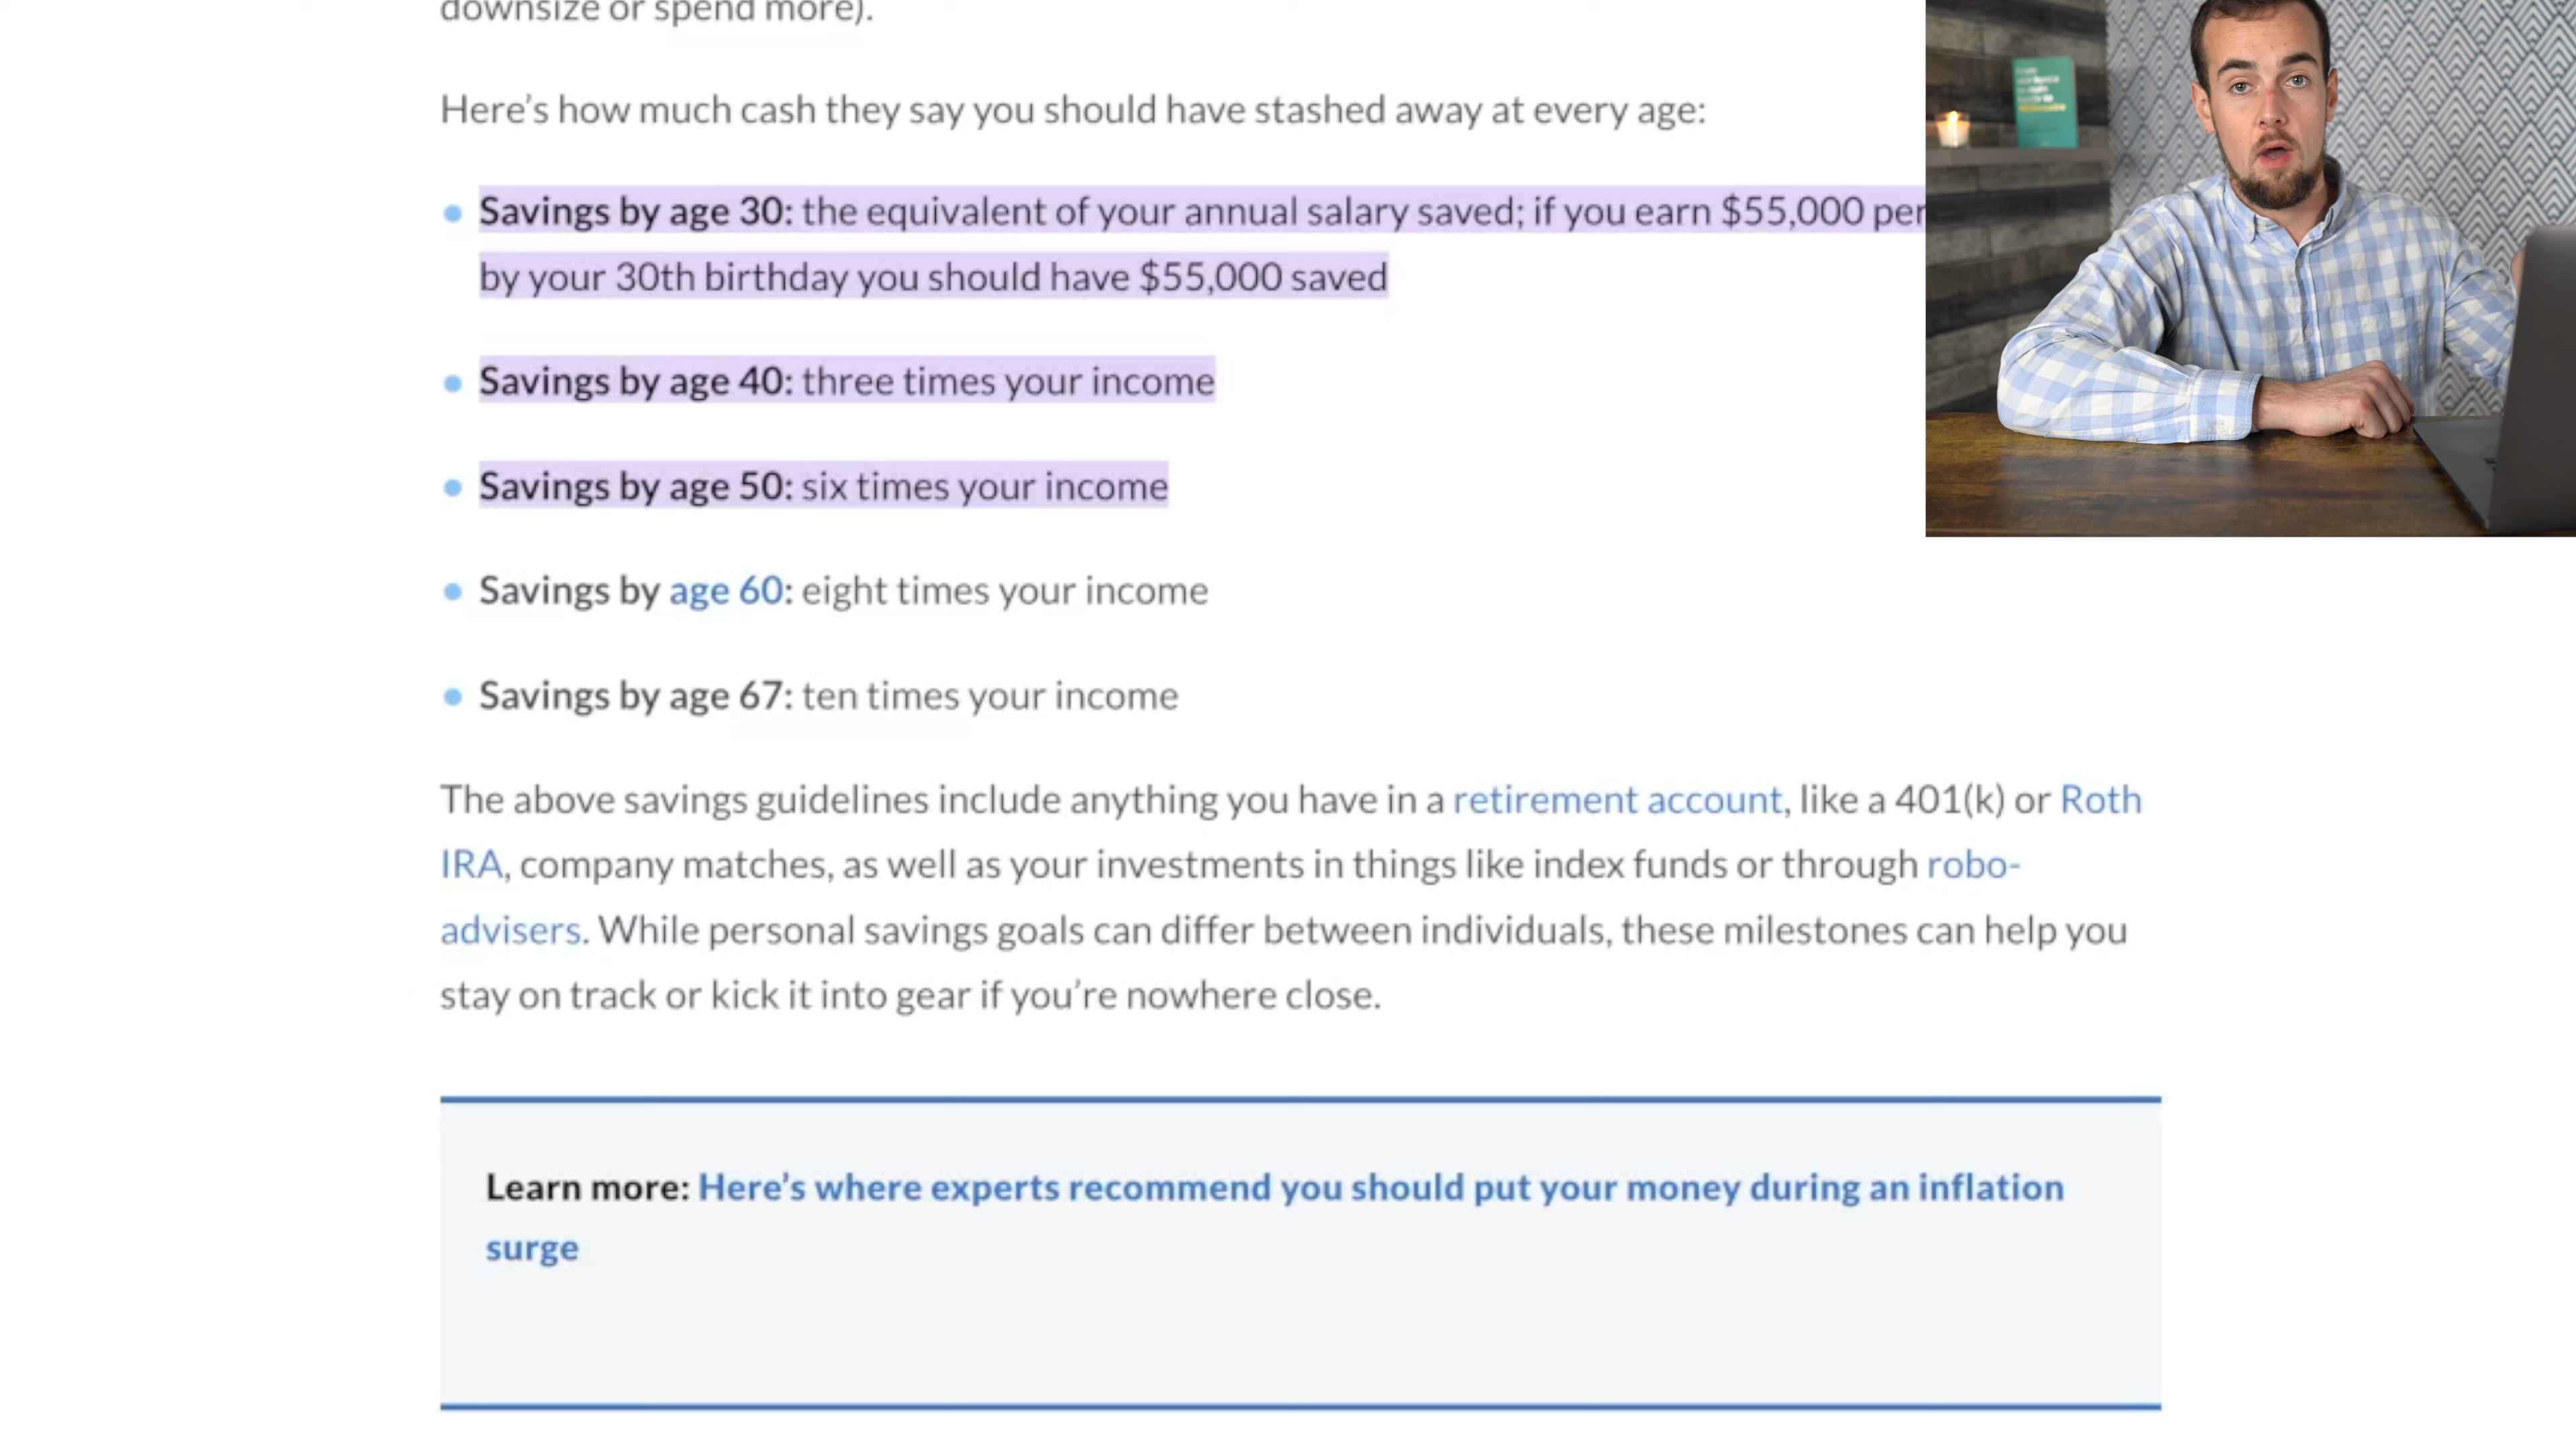 downsize or spend more).
Here's how much cash they say you should have stashed away at every age:
Savings by age 30: the equivalent of your annual salary saved; if you earn $55,000 per
by your 30th birthday you should have $55,000 saved
Savings by age 40: three times your income
Savings by age 50: six times your income
Savings by age 60: eight times your income
Savings by age 67: ten times your income
The above savings guidelines include anything you have in a retirement account, like a 401(k) or Roth
IRA, company matches, as well as your investments in things like index funds or through robo-
advisers. While personal savings goals can differ between individuals, these milestones can help you
stay on track or kick it into gear if you're nowhere close.
Learn more: Here's where experts recommend you should put your money during an inflation
surge